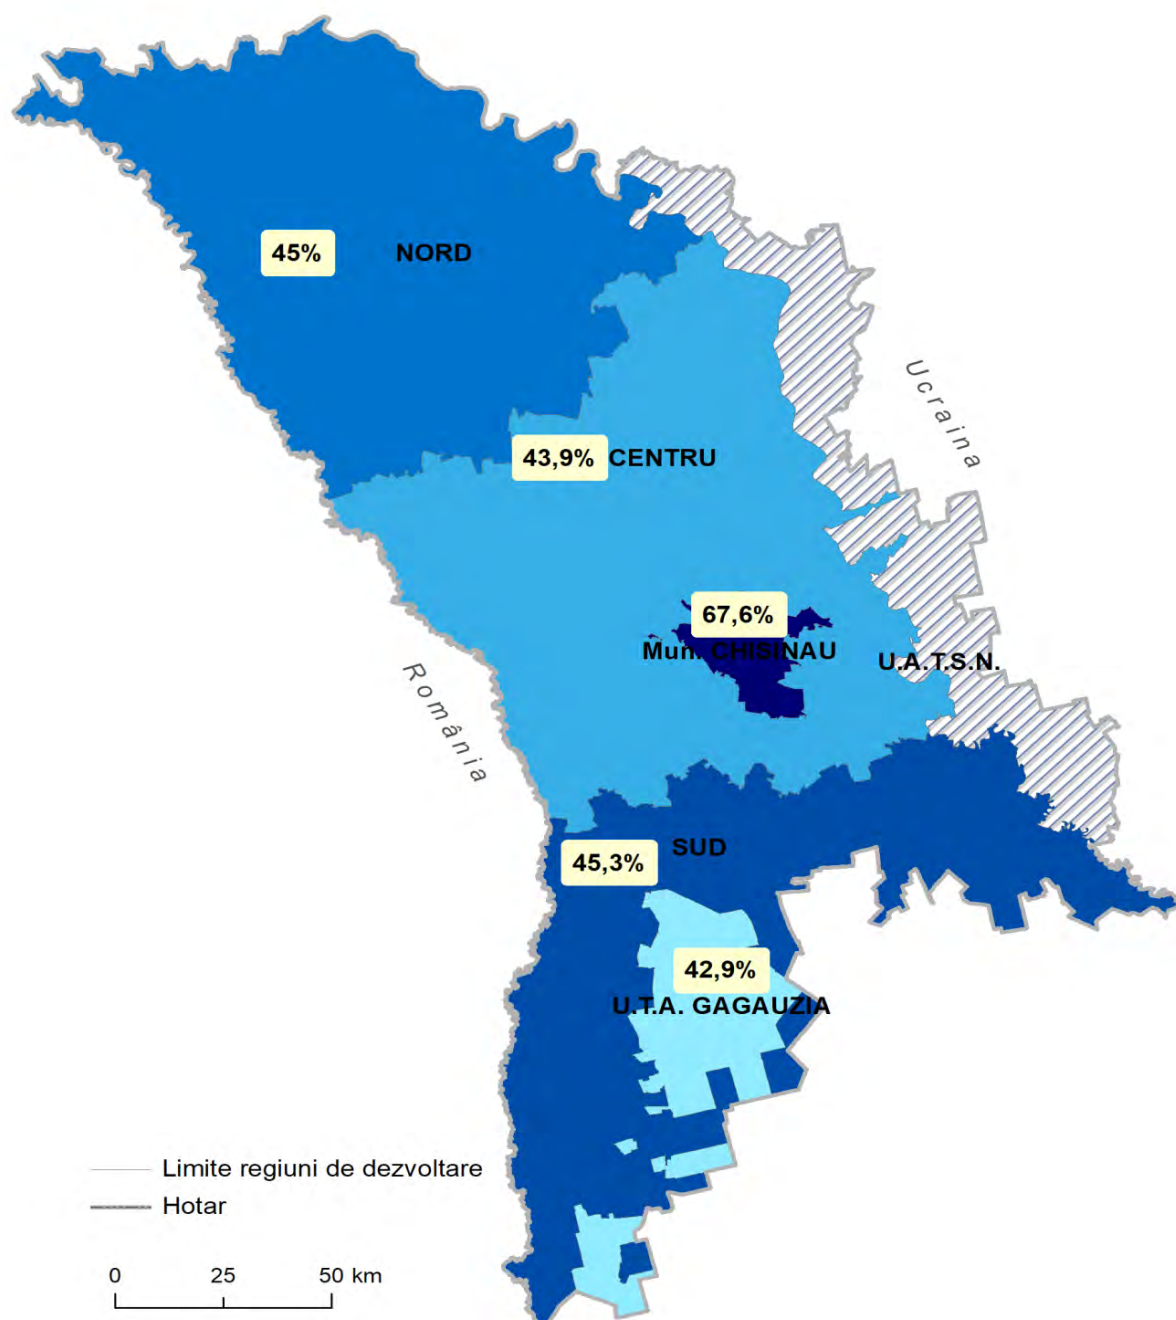 45%
NORD
Ucraina
43,9%
CENTRU
67,6%
Mun. CHISINAU
U.A.T.S.N.
România
SUD
45,3%
42,9%
U.T.A. GAGAUZIA
Limite regiuni de dezvoltare
Hotar
0 25 50 km